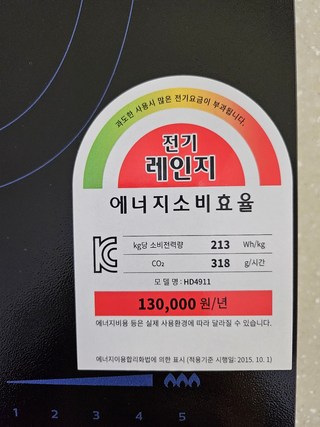 과도한 사용시 많은 전기요금이 부과됩니다.
전기
레인지
에너지소비효율
kg당 소비전력량 213 Wh/kg
CO₂ 318 g/시간
모델명 : HD4911
130,000 원/년
에너지비용 등은 실제 사용환경에 따라 달라질 수 있습니다.
에너지이용합리화법에 의한 표시 (적용기준 시행일: 2015. 10. 1)
1 2 3 4 5